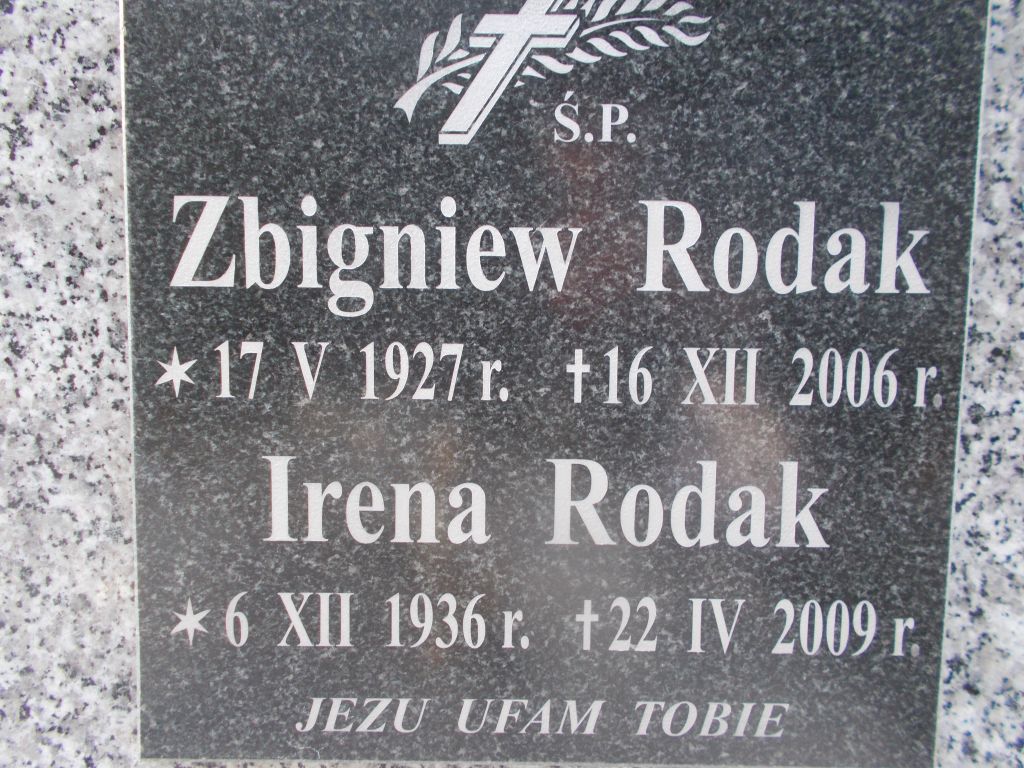 Ś.P.
Zbigniew Rodak
✶ 17 V 1927 r. ✝ 16 XII 2006 r.
Irena Rodak
✶ 6 XII 1936 r. ✝ 22 IV 2009 r.
JEZU UFAM TOBIE